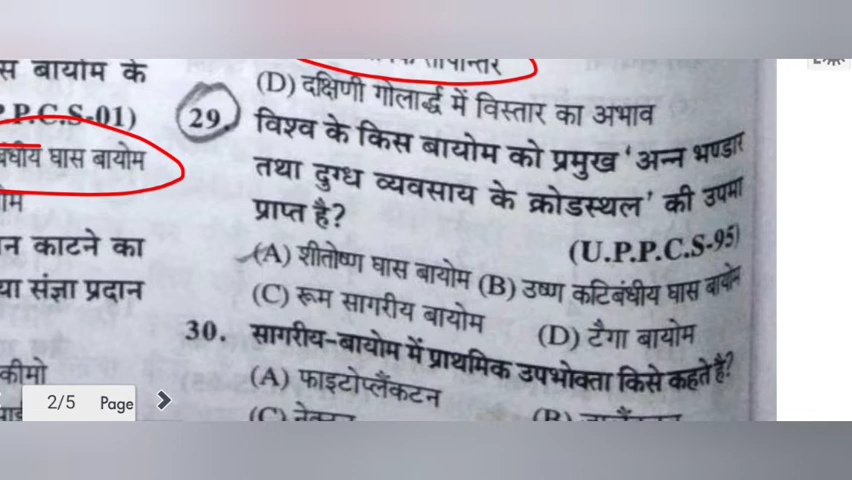 स बायोम के
P.C.S-01)
बंधीय घास बायोम
न काटने का
या संज्ञा प्रदान
कीमो
(D) दक्षिणी गोलार्द्ध में विस्तार का अभाव
29. विश्व के किस बायोम को प्रमुख 'अन्न भण्डार
तथा दुग्ध व्यवसाय के क्रोडस्थल' की उपमा
प्राप्त है?
(U.P.P.C.S-95)
(A) शीतोष्ण घास बायोम (B) उष्ण कटिबंधीय घास बायोम
(C) रूम सागरीय बायोम (D) टैगा बायोम
30. सागरीय-बायोम में प्राथमिक उपभोक्ता किसे कहते है?
(A) फाइटोप्लैंकटन
2/5 Page